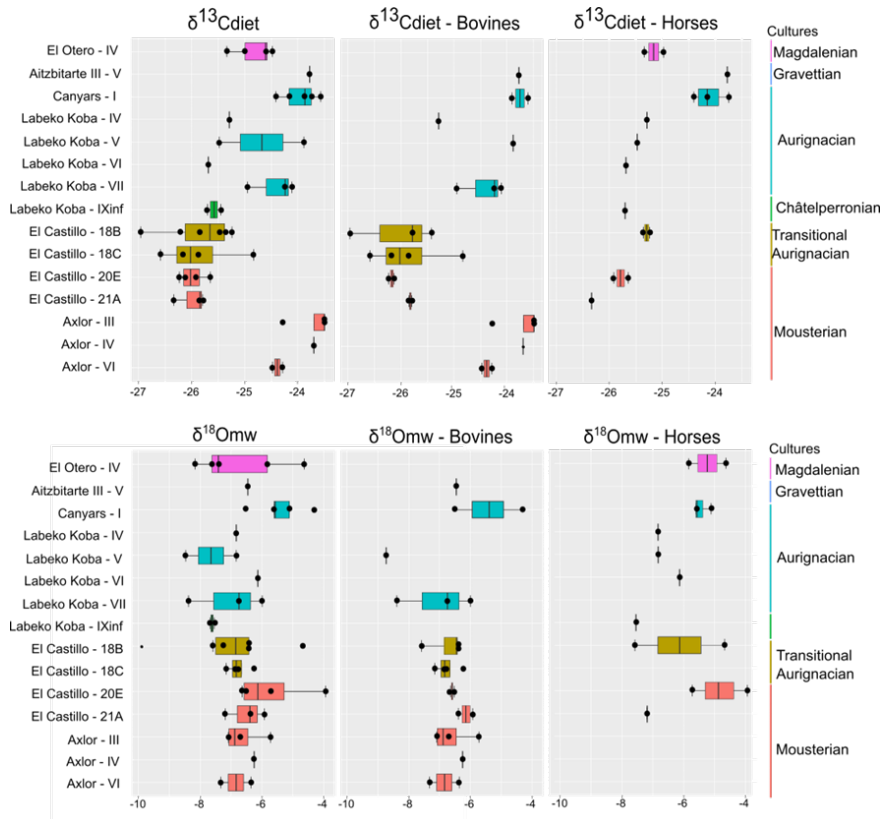 δ13Cdiet
δ13Cdiet - Bovines
δ13Cdiet - Horses
Cultures
El Otero - IV
Aitzbitarte III - V
Canyars - I
Labeko Koba - IV
Labeko Koba - V
Labeko Koba - VI
Labeko Koba - VII
Labeko Koba - IXinf
El Castillo - 18B
El Castillo - 18C
El Castillo - 20E
El Castillo - 21A
Axlor - III
Axlor - IV
Axlor - VI
Magdalenian
Gravettian
Aurignacian
Châtelperronian
Transitional
Aurignacian
Mousterian
-27 -26 -25 -24
-27 -26 -25 -24
-27 -26 -25 -24
δ18Omw
δ18Omw - Bovines
δ18Omw - Horses
Cultures
El Otero - IV
Aitzbitarte III - V
Canyars - I
Labeko Koba - IV
Labeko Koba - V
Labeko Koba - VI
Labeko Koba - VII
Labeko Koba - IXinf
El Castillo - 18B
El Castillo - 18C
El Castillo - 20E
El Castillo - 21A
Axlor - III
Axlor - IV
Axlor - VI
Magdalenian
Gravettian
Aurignacian
Transitional
Aurignacian
Mousterian
-10 -8 -6 -4
-10 -8 -6 -4
-10 -8 -6 -4